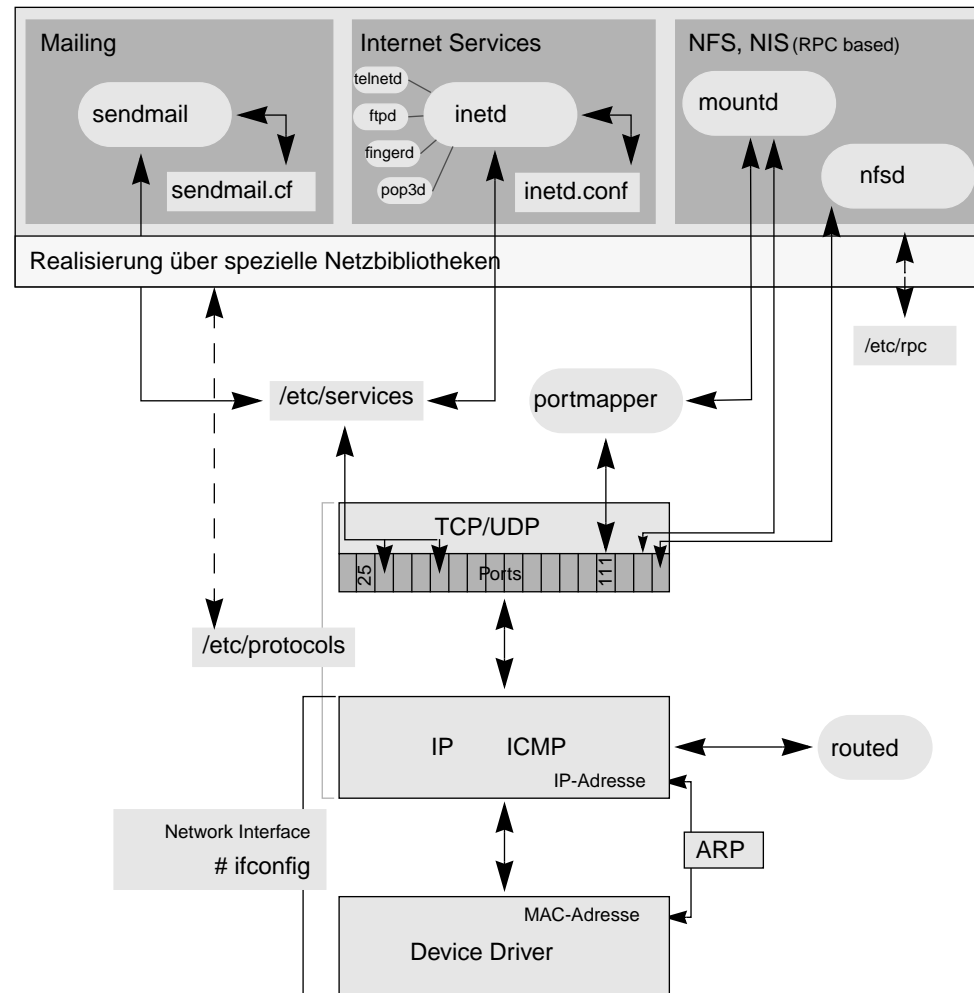 Mailing
Internet Services
NFS, NIS (RPC based)
telnetd
ftpd
fingerd
pop3d
sendmail
inetd
mountd
nfsd
sendmail.cf
inetd.conf
Realisierung über spezielle Netzbibliotheken
/etc/rpc
/etc/services
portmapper
TCP/UDP
25
Ports
111
/etc/protocols
IP ICMP
IP-Adresse
routed
Network Interface
# ifconfig
ARP
MAC-Adresse
Device Driver